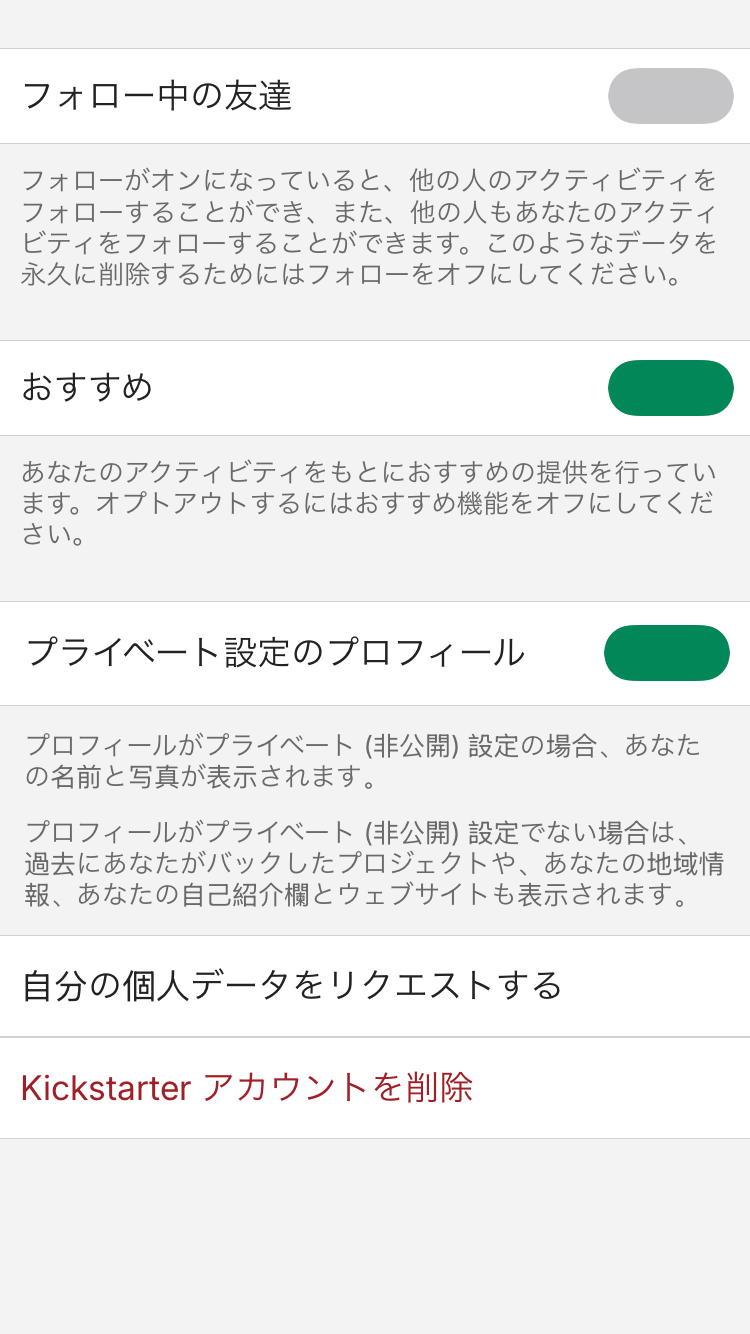 フォロー中の友達
フォローがオンになっていると、他の人のアクティビティを
フォローすることができ、また、他の人もあなたのアクティ
ビティをフォローすることができます。このようなデータを
永久に削除するためにはフォローをオフにしてください。
おすすめ
あなたのアクティビティをもとにおすすめの提供を行ってい
ます。オプトアウトするにはおすすめ機能をオフにしてくだ
さい。
プライベート設定のプロフィール
プロフィールがプライベート (非公開) 設定の場合、あなた
の名前と写真が表示されます。
プロフィールがプライベート (非公開) 設定でない場合は、
過去にあなたがバックしたプロジェクトや、あなたの地域情
報、あなたの自己紹介欄とウェブサイトも表示されます。
自分の個人データをリクエストする
Kickstarter アカウントを削除